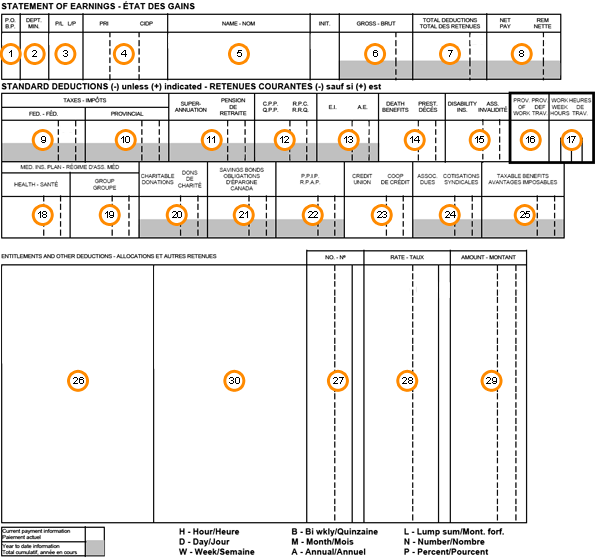 STATEMENT OF EARNINGS - ÉTAT DES GAINS
P.O. DEPT. P/L L/P PRI CIDP NAME - NOM INIT. GROSS - BRUT TOTAL DEDUCTIONS NET REM
B.P. MIN. TOTAL DES RETENUES PAY NETTE
1 2 3 4 5 6 7 8
STANDARD DEDUCTIONS (-) unless (+) indicated - RETENUES COURANTES (-) sauf si (+) est
TAXES - IMPÔTS SUPER- PENSION C.P.P. R.P.C. E.I. A.E. DEATH PREST. DISABILITY ASS. PROV. PROV WORK HEURES
FED. - FÉD. PROVINCIAL ANNUATION DE Q.P.P. R.R.Q. BENEFITS DÉCÈS INS. INVALIDITÉ OF DEF WEEK DE
RETRAITE WORK TRAV. HOURS TRAV.
9 10 11 12 13 14 15 16 17
MED. INS. PLAN - RÉGIME D'ASS. MÉD CHARITABLE DONS SAVINGS BONDS P.P.I.P. CREDIT COOP ASSOC. COTISATIONS TAXABLE BENEFITS
HEALTH - SANTÉ GROUP DONATIONS DE OBLIGATIONS R.P.A.P. UNION DE CRÉDIT DUES SYNDICALES AVANTAGES IMPOSABLES
GROUPE CHARITÉ D'ÉPARGNE
CANADA
18 19 20 21 22 23 24 25
ENTITLEMENTS AND OTHER DEDUCTIONS - ALLOCATIONS ET AUTRES RETENUES NO. - Nº RATE - TAUX AMOUNT - MONTANT
26 30 27 28 29
Current payment information
Paiement actuel
Year to date information
Total cumulatif, année en cours
H - Hour/Heure B - Bi wkly/Quinzaine L - Lump sum/Mont. forf.
D - Day/Jour M - Month/Mois N - Number/Nombre
W - Week/Semaine A - Annual/Annuel P - Percent/Pourcent